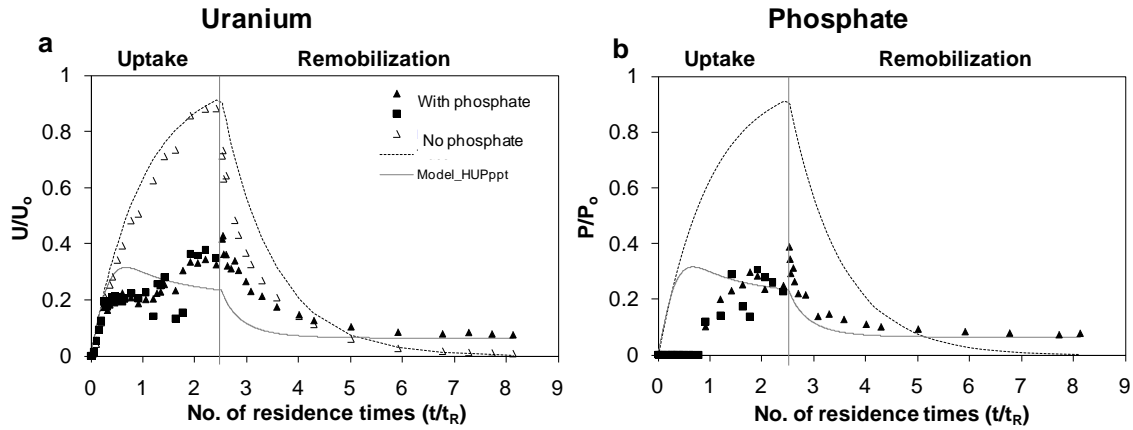 Uranium
Phosphate
a
Uptake
Remobilization
1
0.8
0.6
0.4
0.2
0
U/Uo
With phosphate
No phosphate
Model_HUPppt
0 1 2 3 4 5 6 7 8 9
No. of residence times (t/tR)
b
Uptake
Remobilization
1
0.8
0.6
0.4
0.2
0
P/Po
0 1 2 3 4 5 6 7 8 9
No. of residence times (t/tR)